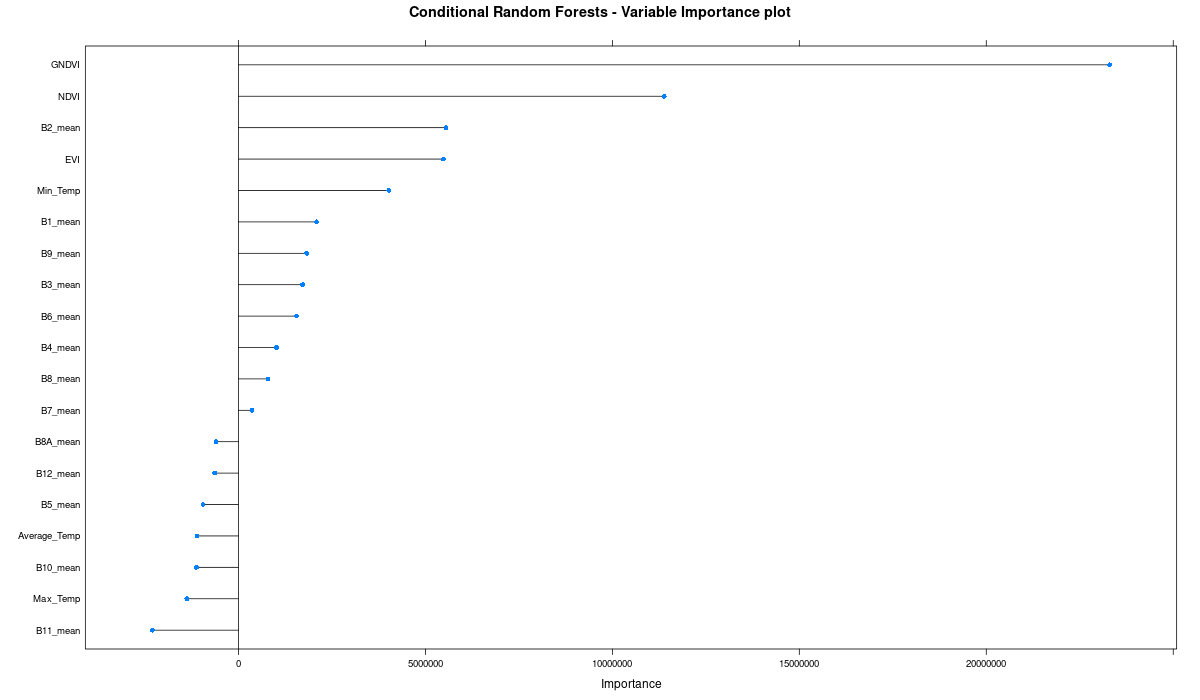 Conditional Random Forests - Variable Importance plot
GNDVI
NDVI
B2_mean
EVI
Min_Temp
B1_mean
B9_mean
B3_mean
B6_mean
B4_mean
B8_mean
B7_mean
B8A_mean
B12_mean
B5_mean
Average_Temp
B10_mean
Max_Temp
B11_mean
0 5000000 10000000 15000000 20000000
Importance